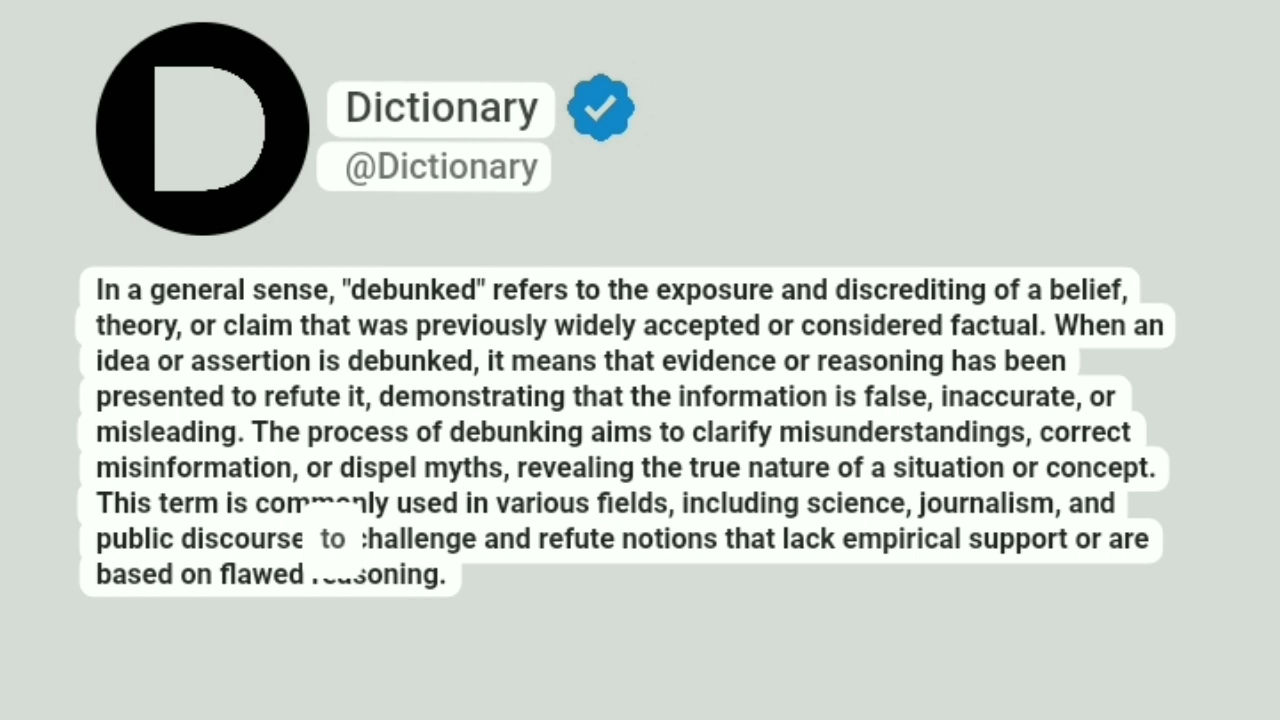 D
Dictionary
@Dictionary
In a general sense, "debunked" refers to the exposure and discrediting of a belief,
theory, or claim that was previously widely accepted or considered factual. When an
idea or assertion is debunked, it means that evidence or reasoning has been
presented to refute it, demonstrating that the information is false, inaccurate, or
misleading. The process of debunking aims to clarify misunderstandings, correct
misinformation, or dispel myths, revealing the true nature of a situation or concept.
This term is commonly used in various fields, including science, journalism, and
public discourse to challenge and refute notions that lack empirical support or are
based on flawed reasoning.